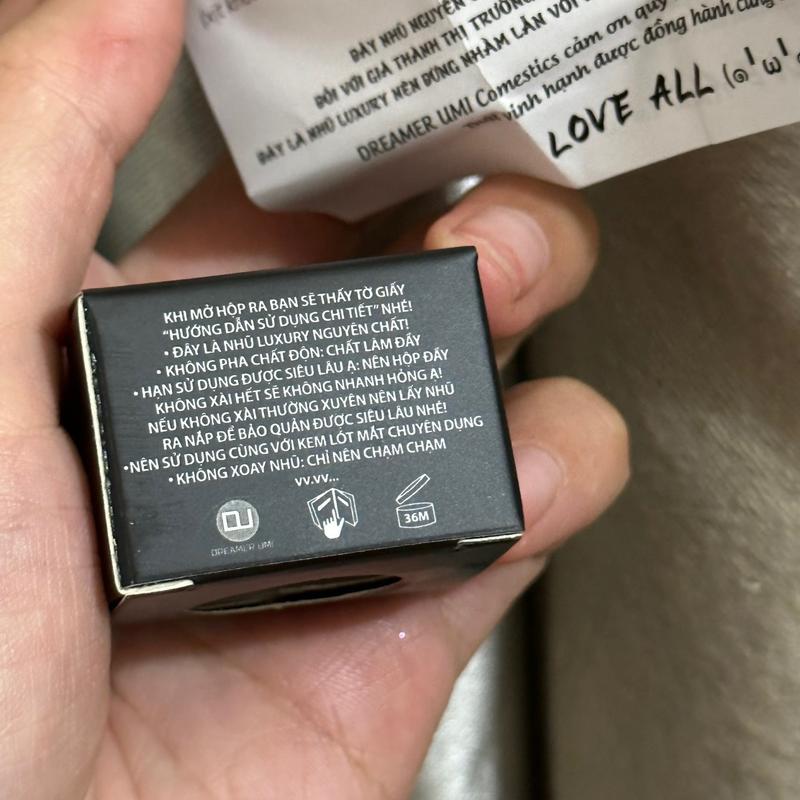 ĐÂY NHŨ NGUYÊN
ĐỐI VỚI GIÁ THÀNH THỊ TRƯỜNG
ĐÂY LÀ NHŨ LUXURY NÊN ĐỪNG NHẦM LẪN VỚI
DREAMER UMI Comestics cảm ơn quý
vinh hạnh được đồng hành cùng
LOVE ALL (๑'ω'
KHI MỞ HỘP RA BẠN SẼ THẤY TỜ GIẤY
“HƯỚNG DẪN SỬ DỤNG CHI TIẾT” NHÉ!
• ĐÂY LÀ NHŨ LUXURY NGUYÊN CHẤT!
• KHÔNG PHA CHẤT ĐỘN: CHẤT LÀM ĐẦY
• HẠN SỬ DỤNG ĐƯỢC SIÊU LÂU Ạ: NÊN HỘP ĐẦY
KHÔNG XÀI HẾT SẼ KHÔNG NHANH HỎNG Ạ!
NẾU KHÔNG XÀI THƯỜNG XUYÊN NÊN LẤY NHŨ
RA NẮP ĐỂ BẢO QUẢN ĐƯỢC SIÊU LÂU NHÉ!
•NÊN SỬ DỤNG CÙNG VỚI KEM LÓT MẮT CHUYÊN DỤNG
• KHÔNG XOAY NHŨ: CHỈ NÊN CHẠM CHẠM
vv.vv...
DU
DREAMER UMI
36M